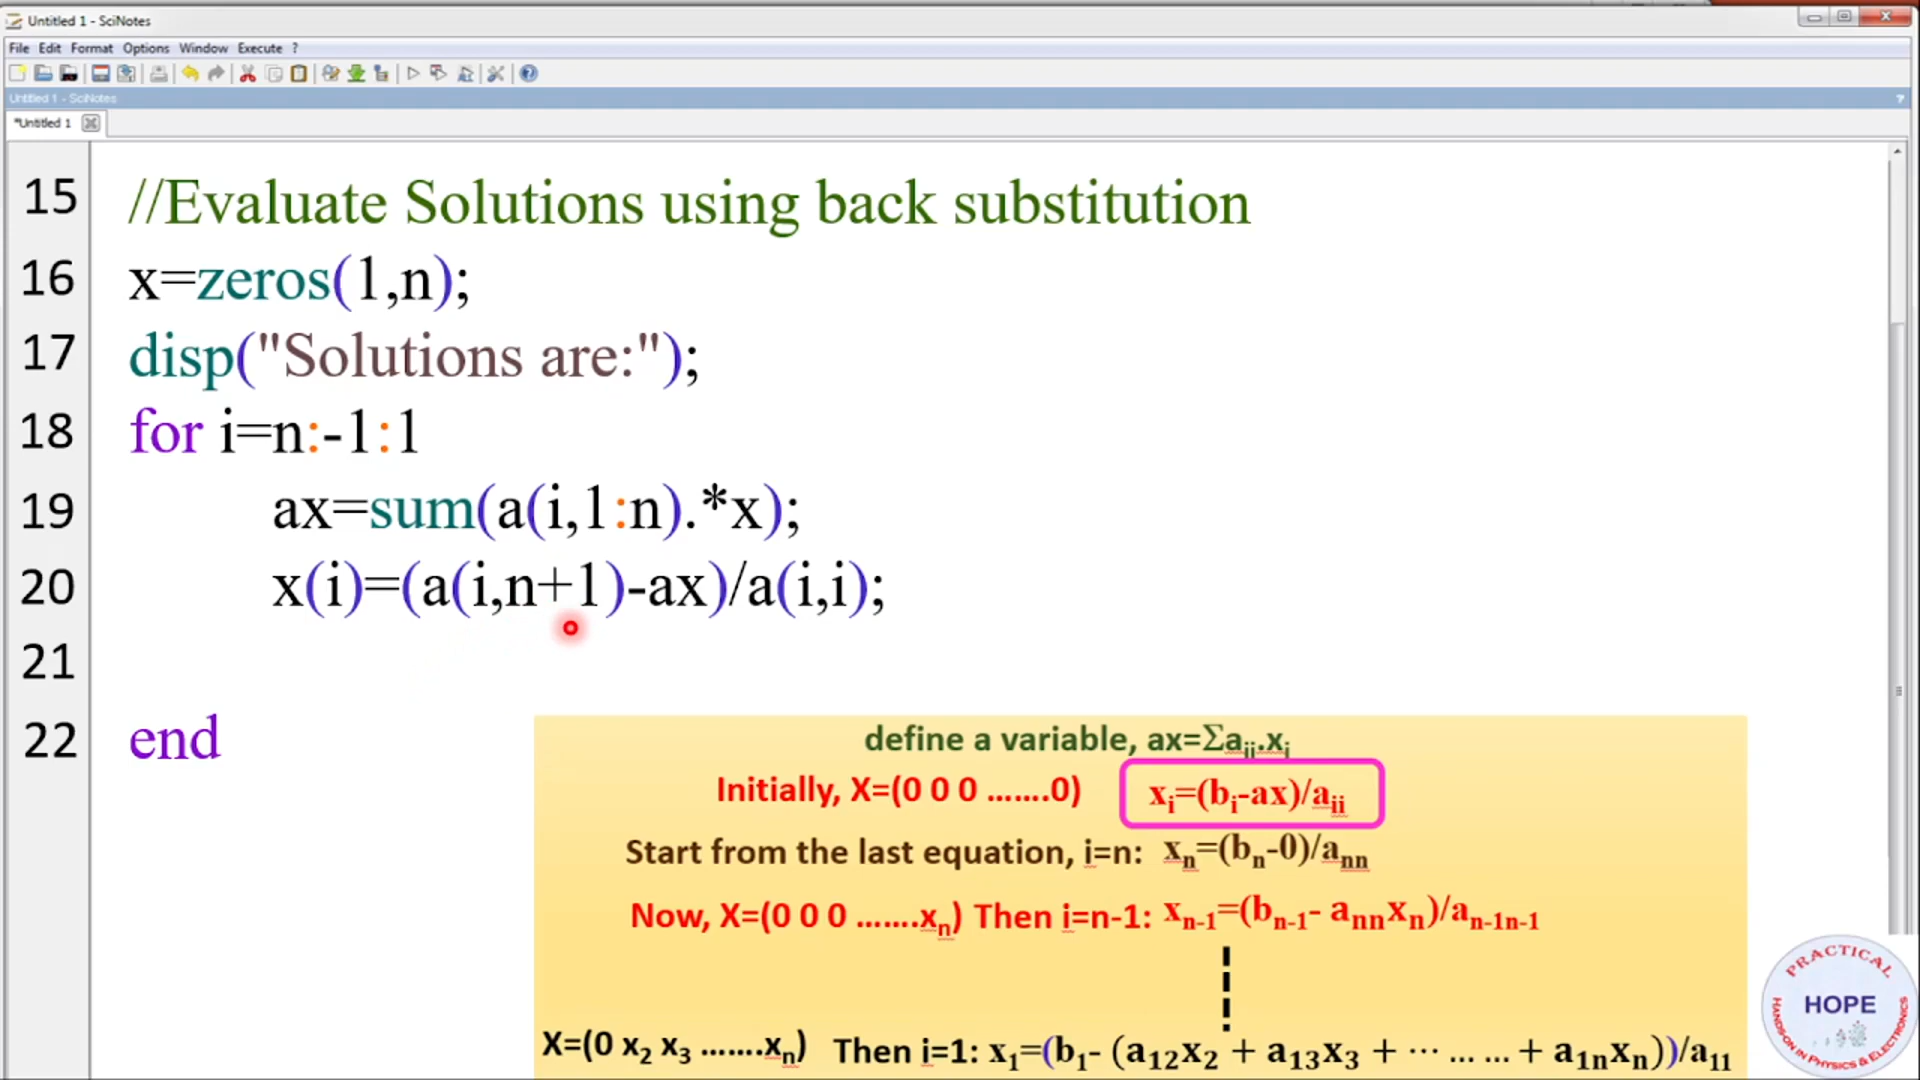 Untitled 1 - SciNotes
File Edit Format Options Window Execute ?
Untitled 1 - SciNotes
?
*Untitled 1
15 //Evaluate Solutions using back substitution
16 x=zeros(1,n);
17 disp("Solutions are:");
18 for i=n:-1:1
19 ax=sum(a(i,1:n).*x);
20 x(i)=(a(i,n+1)-ax)/a(i,i);
21
22 end
define a variable, ax=Σaᵢⱼ.xⱼ
Initially, X=(0 0 0 .......0) xᵢ=(bᵢ-ax)/aᵢᵢ
Start from the last equation, i=n: xₙ=(bₙ-0)/aₙₙ
Now, X=(0 0 0 .......xₙ) Then i=n-1: xₙ₋₁=(bₙ₋₁- aₙₙxₙ)/aₙ₋₁ₙ₋₁
X=(0 x₂ x₃ .......xₙ) Then i=1: x₁=(b₁- (a₁₂x₂ + a₁₃x₃ + ⋯ ... ... + a₁ₙxₙ))/a₁₁
PRACTICAL
HOPE
HANDSON IN PHYSICS & ELECTRONICS